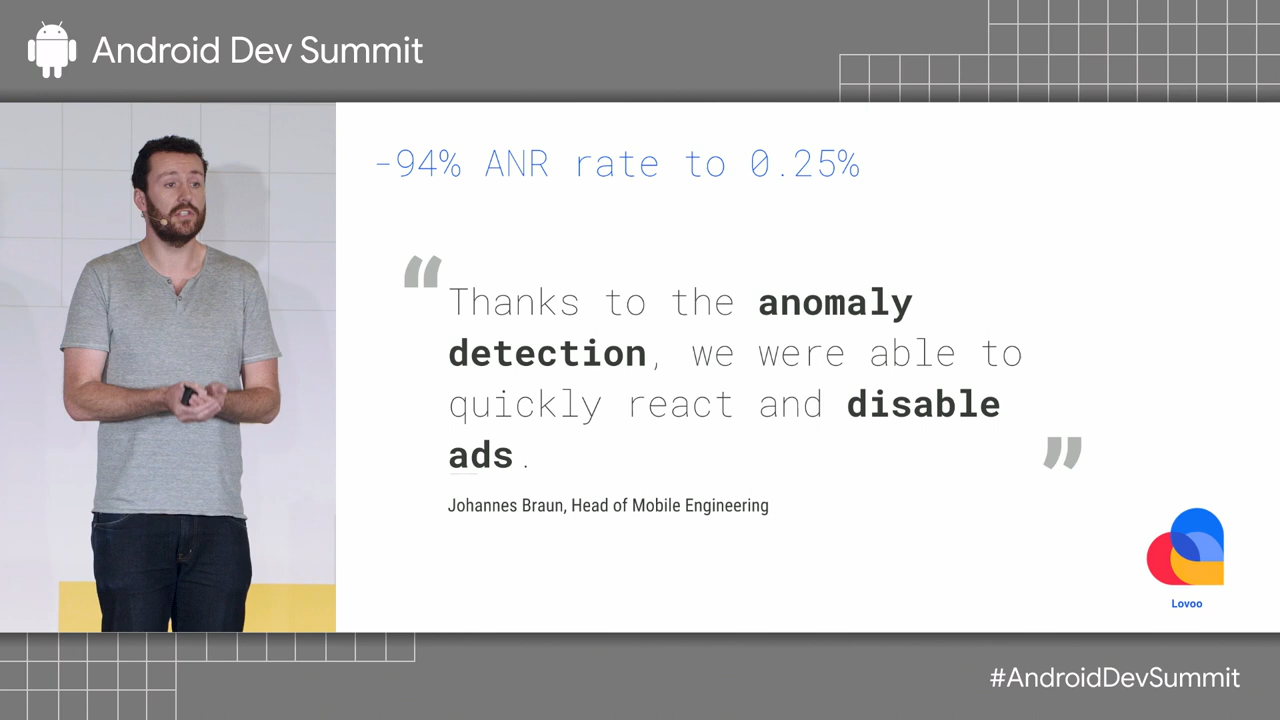 Android Dev Summit
-94% ANR rate to 0.25%
“Thanks to the anomaly
detection, we were able to
quickly react and disable
ads.”
Johannes Braun, Head of Mobile Engineering
Lovoo
#AndroidDevSummit